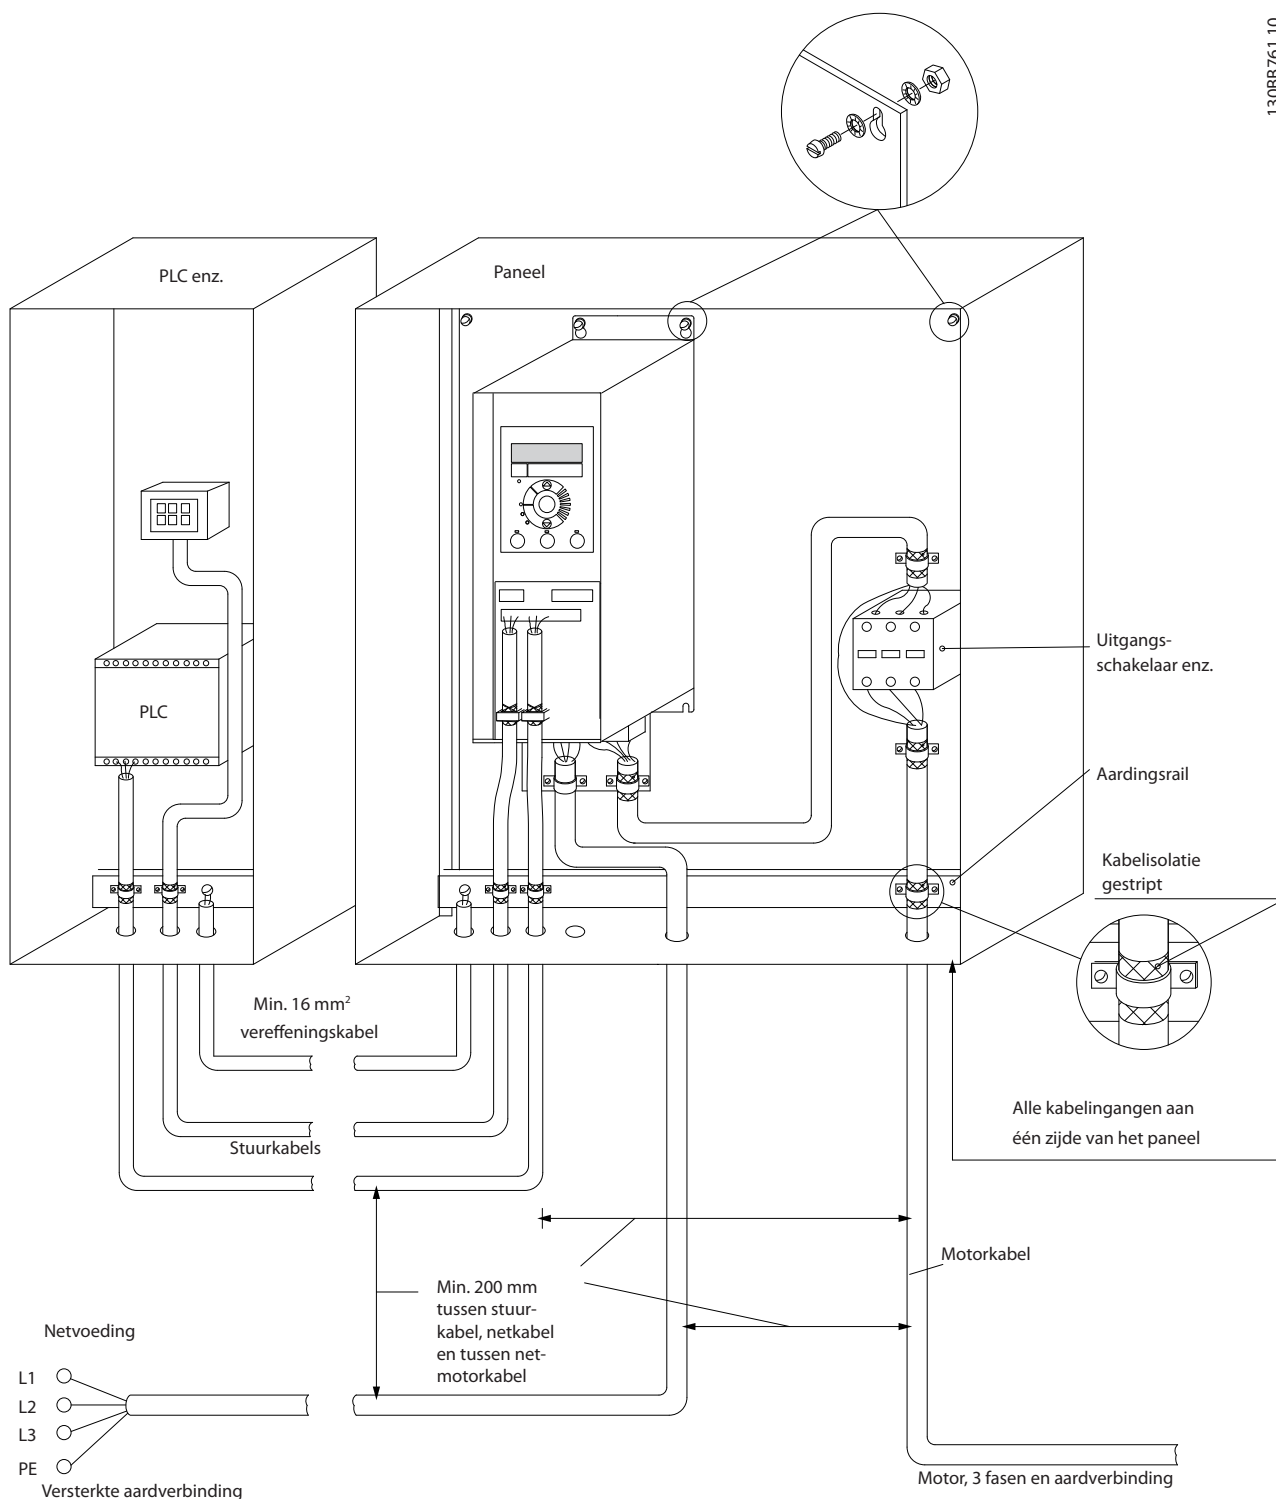 130BB761.10
PLC enz.
Paneel
Uitgangs-
schakelaar enz.
PLC
Aardingsrail
Kabelisolatie
gestript
Min. 16 mm²
vereffeningskabel
Alle kabelingangen aan
één zijde van het paneel
Stuurkabels
Motorkabel
Min. 200 mm
tussen stuur-
kabel, netkabel
en tussen net-
motorkabel
Netvoeding
L1
L2
L3
PE
Versterkte aardverbinding
Motor, 3 fasen en aardverbinding